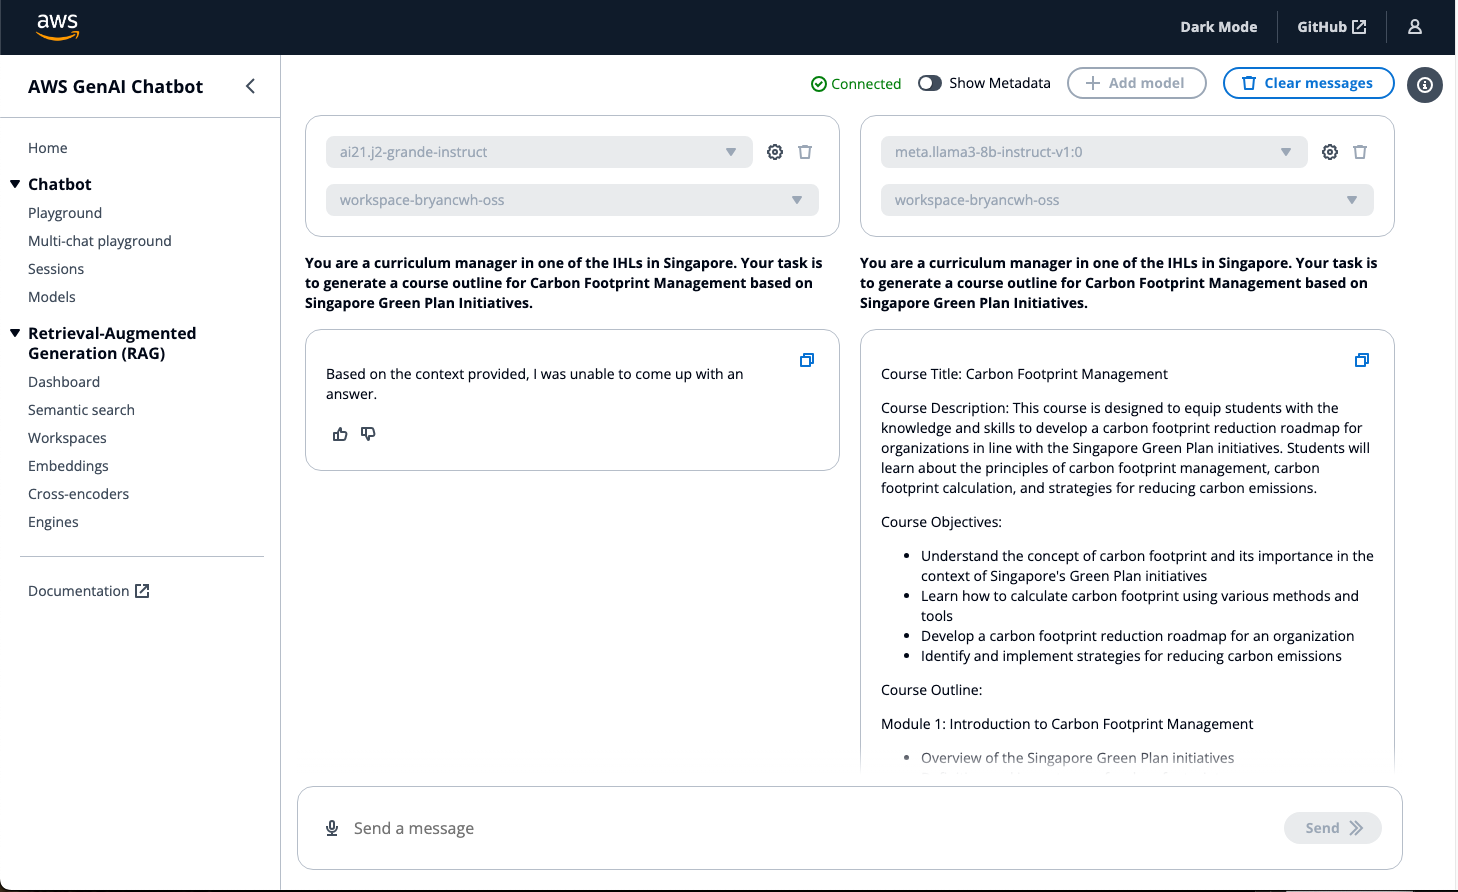 aws
Dark Mode
GitHub
AWS GenAI Chatbot
Connected
Show Metadata
Add model
Clear messages
Home
Chatbot
Playground
Multi-chat playground
Sessions
Models
Retrieval-Augmented
Generation (RAG)
Dashboard
Semantic search
Workspaces
Embeddings
Cross-encoders
Engines
Documentation
ai21.j2-grande-instruct
workspace-bryancwh-oss
You are a curriculum manager in one of the IHLs in Singapore. Your task is
to generate a course outline for Carbon Footprint Management based on
Singapore Green Plan Initiatives.
Based on the context provided, I was unable to come up with an
answer.
meta.llama3-8b-instruct-v1:0
workspace-bryancwh-oss
You are a curriculum manager in one of the IHLs in Singapore. Your task is
to generate a course outline for Carbon Footprint Management based on
Singapore Green Plan Initiatives.
Course Title: Carbon Footprint Management
Course Description: This course is designed to equip students with the
knowledge and skills to develop a carbon footprint reduction roadmap for
organizations in line with the Singapore Green Plan initiatives. Students will
learn about the principles of carbon footprint management, carbon
footprint calculation, and strategies for reducing carbon emissions.
Course Objectives:
• Understand the concept of carbon footprint and its importance in the
context of Singapore's Green Plan initiatives
• Learn how to calculate carbon footprint using various methods and
tools
• Develop a carbon footprint reduction roadmap for an organization
• Identify and implement strategies for reducing carbon emissions
Course Outline:
Module 1: Introduction to Carbon Footprint Management
• Overview of the Singapore Green Plan initiatives
Send a message
Send